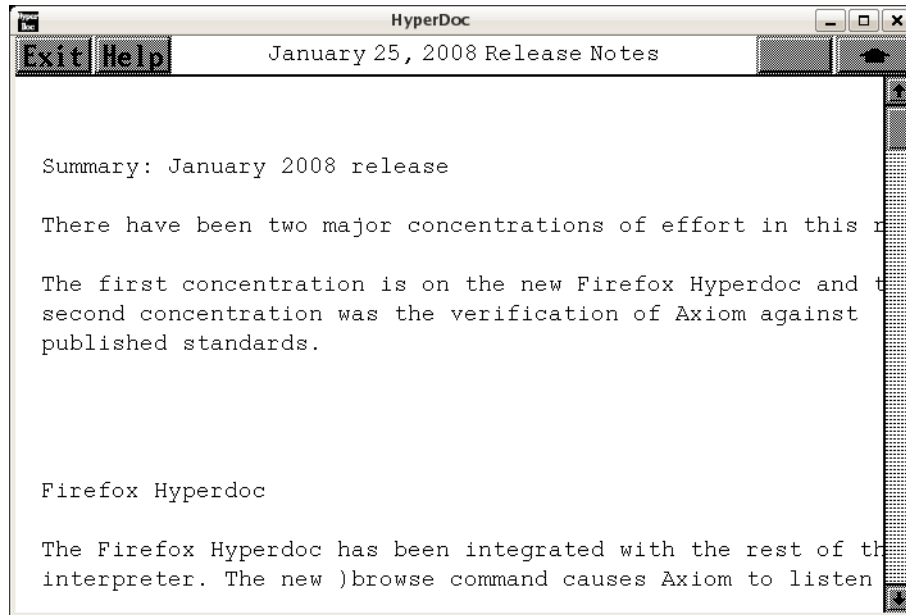 Hyper Doc
HyperDoc
Exit Help January 25, 2008 Release Notes
Summary: January 2008 release
There have been two major concentrations of effort in this
The first concentration is on the new Firefox Hyperdoc and
second concentration was the verification of Axiom against
published standards.
Firefox Hyperdoc
The Firefox Hyperdoc has been integrated with the rest of
interpreter. The new )browse command causes Axiom to listen